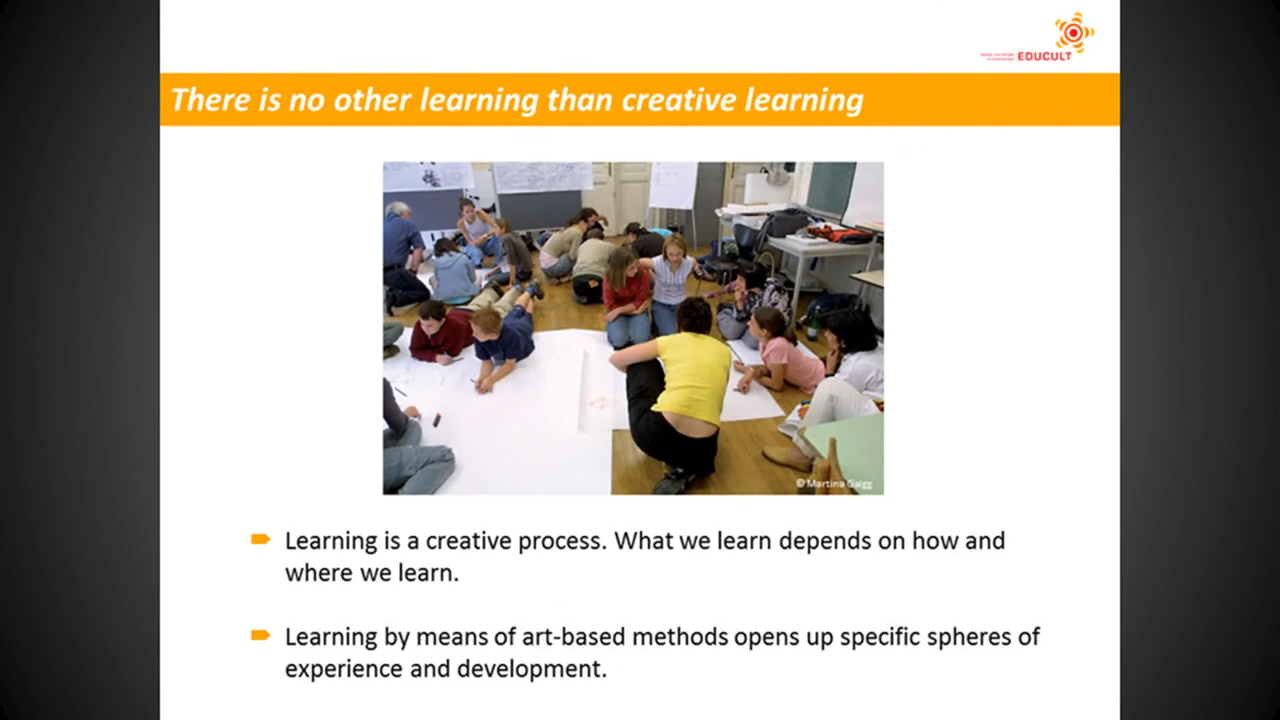 EDUCULT
There is no other learning than creative learning
© Martina Gaigg
Learning is a creative process. What we learn depends on how and
where we learn.
Learning by means of art-based methods opens up specific spheres of
experience and development.